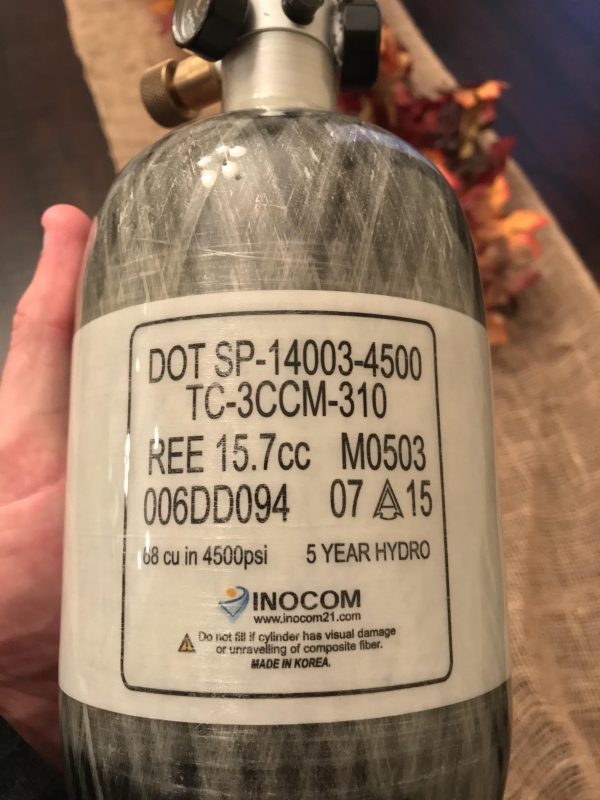 DOT SP-14003-4500
TC-3CCM-310
REE 15.7cc M0503
006DD094 07 15
68 cu in 4500psi 5 YEAR HYDRO
INOCOM
www.inocom21.com
Do not fill if cylinder has visual damage
or unravelling of composite fiber.
MADE IN KOREA.